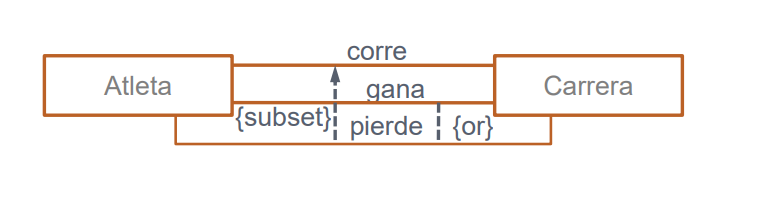 corre
Atleta
Carrera
gana
{subset}
pierde
{or}